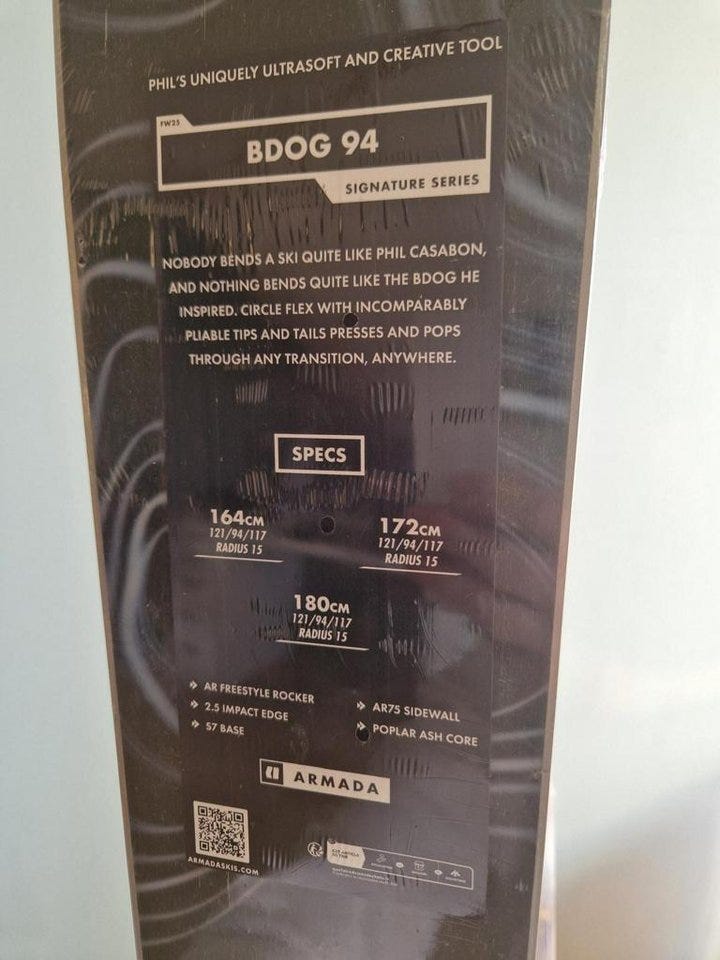 PHIL'S UNIQUELY ULTRASOFT AND CREATIVE TOOL
FW25
BDOG 94
SIGNATURE SERIES
NOBODY BENDS A SKI QUITE LIKE PHIL CASABON,
AND NOTHING BENDS QUITE LIKE THE BDOG HE
INSPIRED. CIRCLE FLEX WITH INCOMPARABLY
PLIABLE TIPS AND TAILS PRESSES AND POPS
THROUGH ANY TRANSITION, ANYWHERE.
SPECS
164CM
121/94/117
RADIUS 15
172CM
121/94/117
RADIUS 15
180CM
121/94/117
RADIUS 15
AR FREESTYLE ROCKER
2.5 IMPACT EDGE
S7 BASE
AR75 SIDEWALL
POPLAR ASH CORE
ARMADA
ARMADASKIS.COM